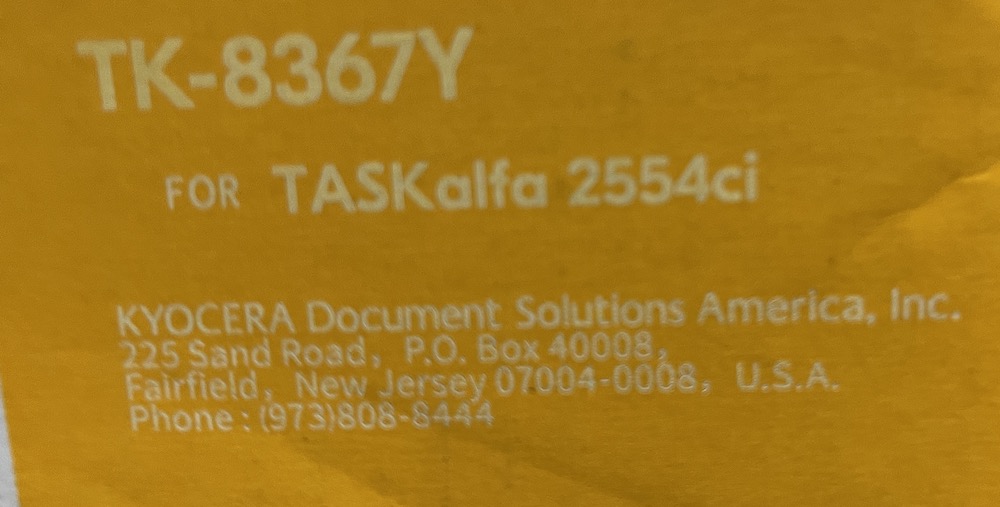 TK-8367Y
FOR TASKalfa 2554ci
KYOCERA Document Solutions America, Inc.
225 Sand Road, P.O. Box 40008,
Fairfield, New Jersey 07004-0008, U.S.A.
Phone : (973)808-8444